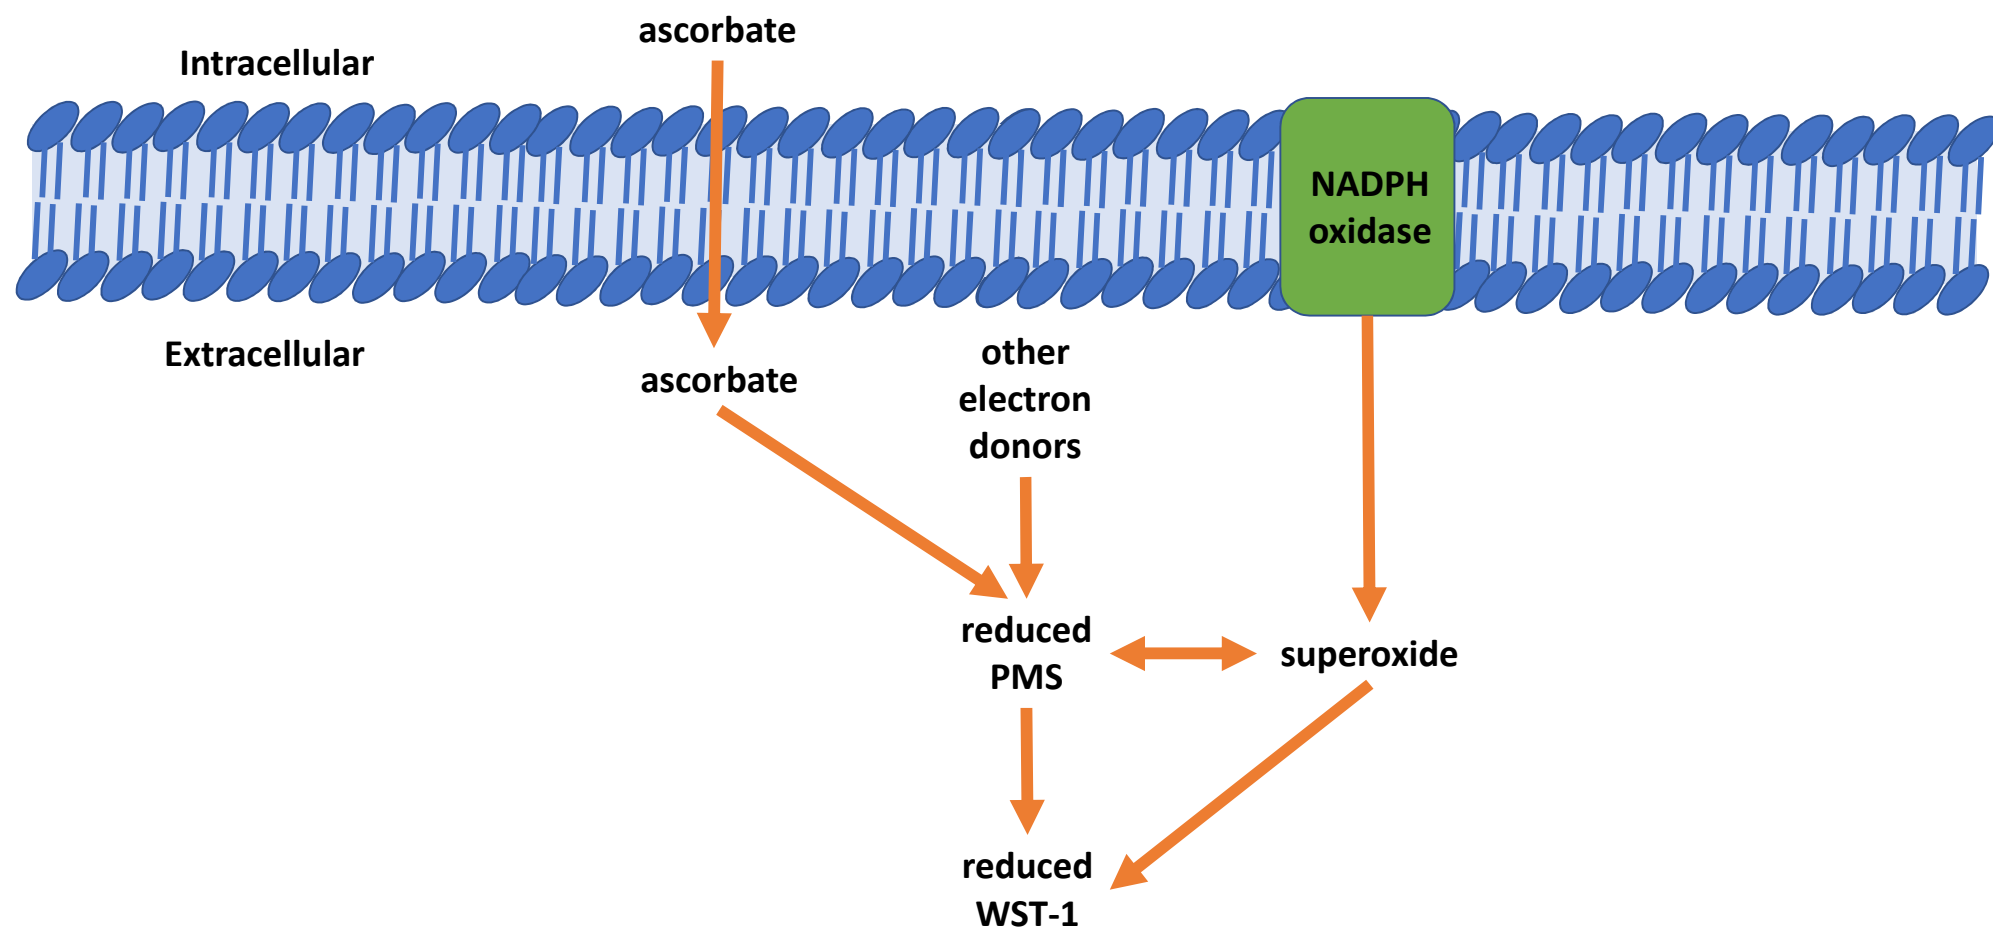 ascorbate
Intracellular
NADPH
oxidase
Extracellular
ascorbate
other
electron
donors
reduced
PMS
superoxide
reduced
WST-1